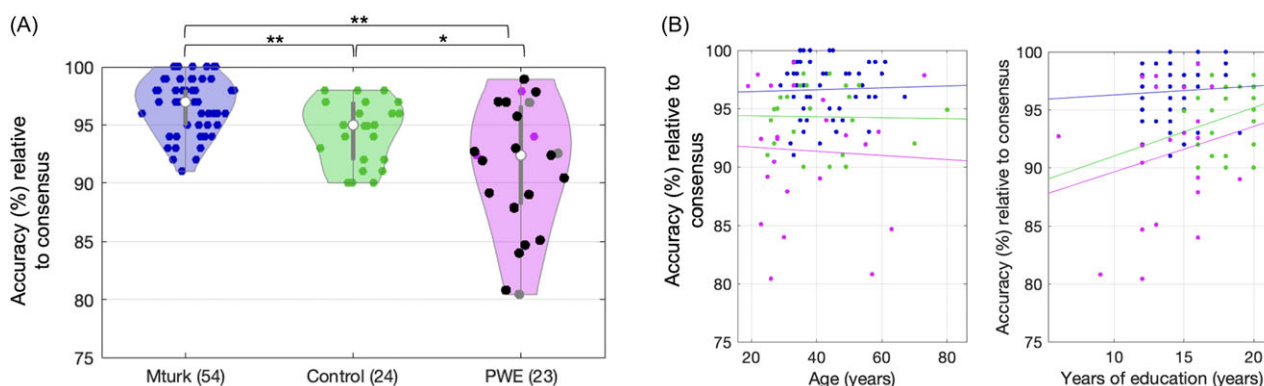 (A)
**
**
*
100
95
90
85
80
75
Accuracy (%) relative
to consensus
Mturk (54) Control (24) PWE (23)
(B)
100
95
90
85
80
75
Accuracy (%) relative to
consensus
20 40 60 80
Age (years)
100
95
90
85
80
75
Accuracy (%) relative to consensus
10 15 20
Years of education (years)